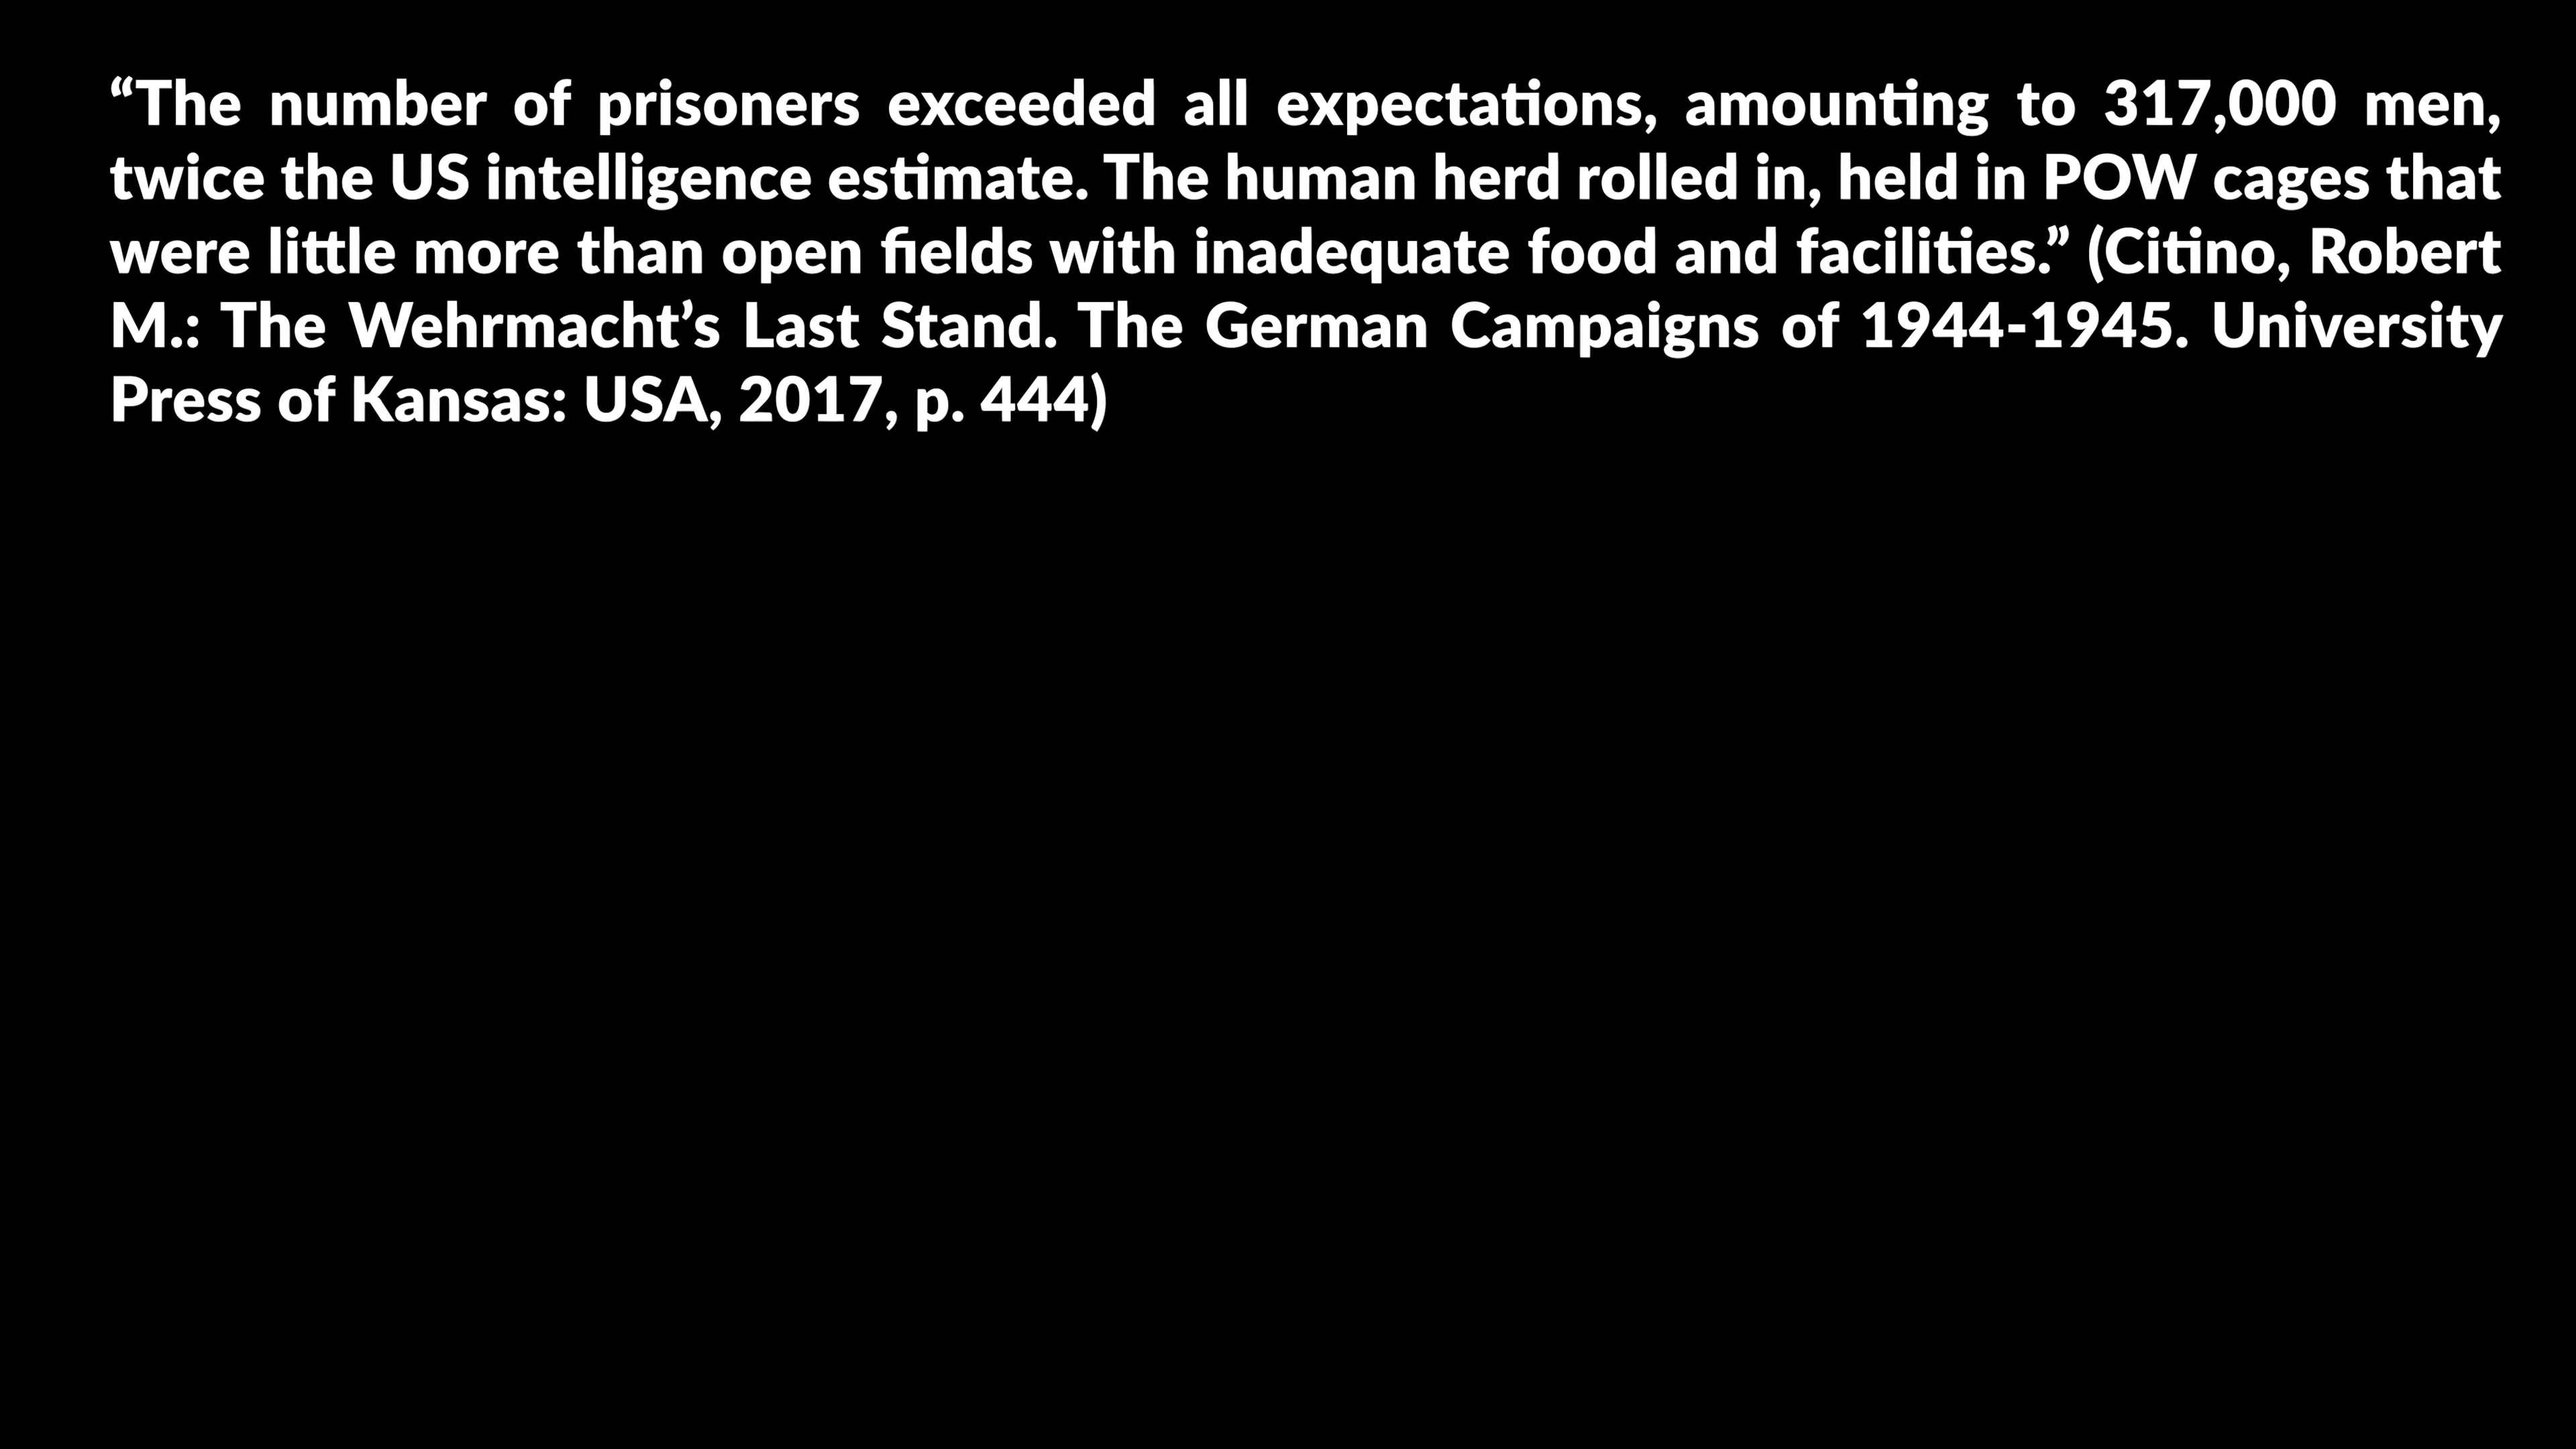 “The number of prisoners exceeded all expectations, amounting to 317,000 men,
twice the US intelligence estimate. The human herd rolled in, held in POW cages that
were little more than open fields with inadequate food and facilities.” (Citino, Robert
M.: The Wehrmacht’s Last Stand. The German Campaigns of 1944-1945. University
Press of Kansas: USA, 2017, p. 444)